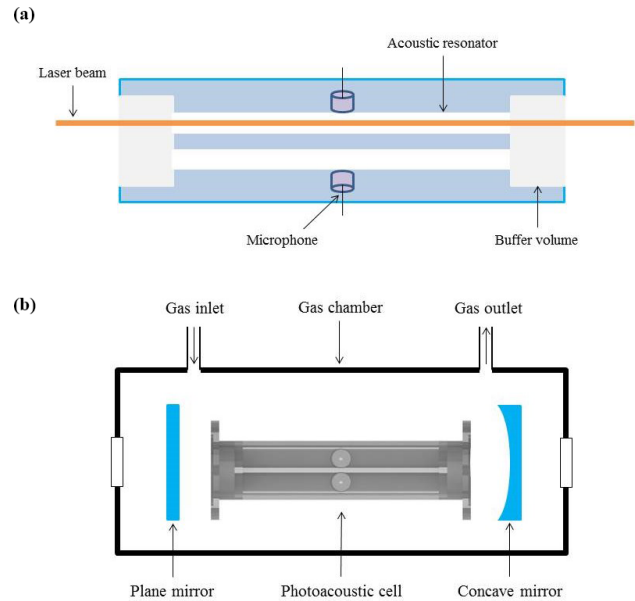 (a)
Acoustic resonator
Laser beam
Microphone
Buffer volume
(b)
Gas inlet
Gas chamber
Gas outlet
Plane mirror
Photoacoustic cell
Concave mirror